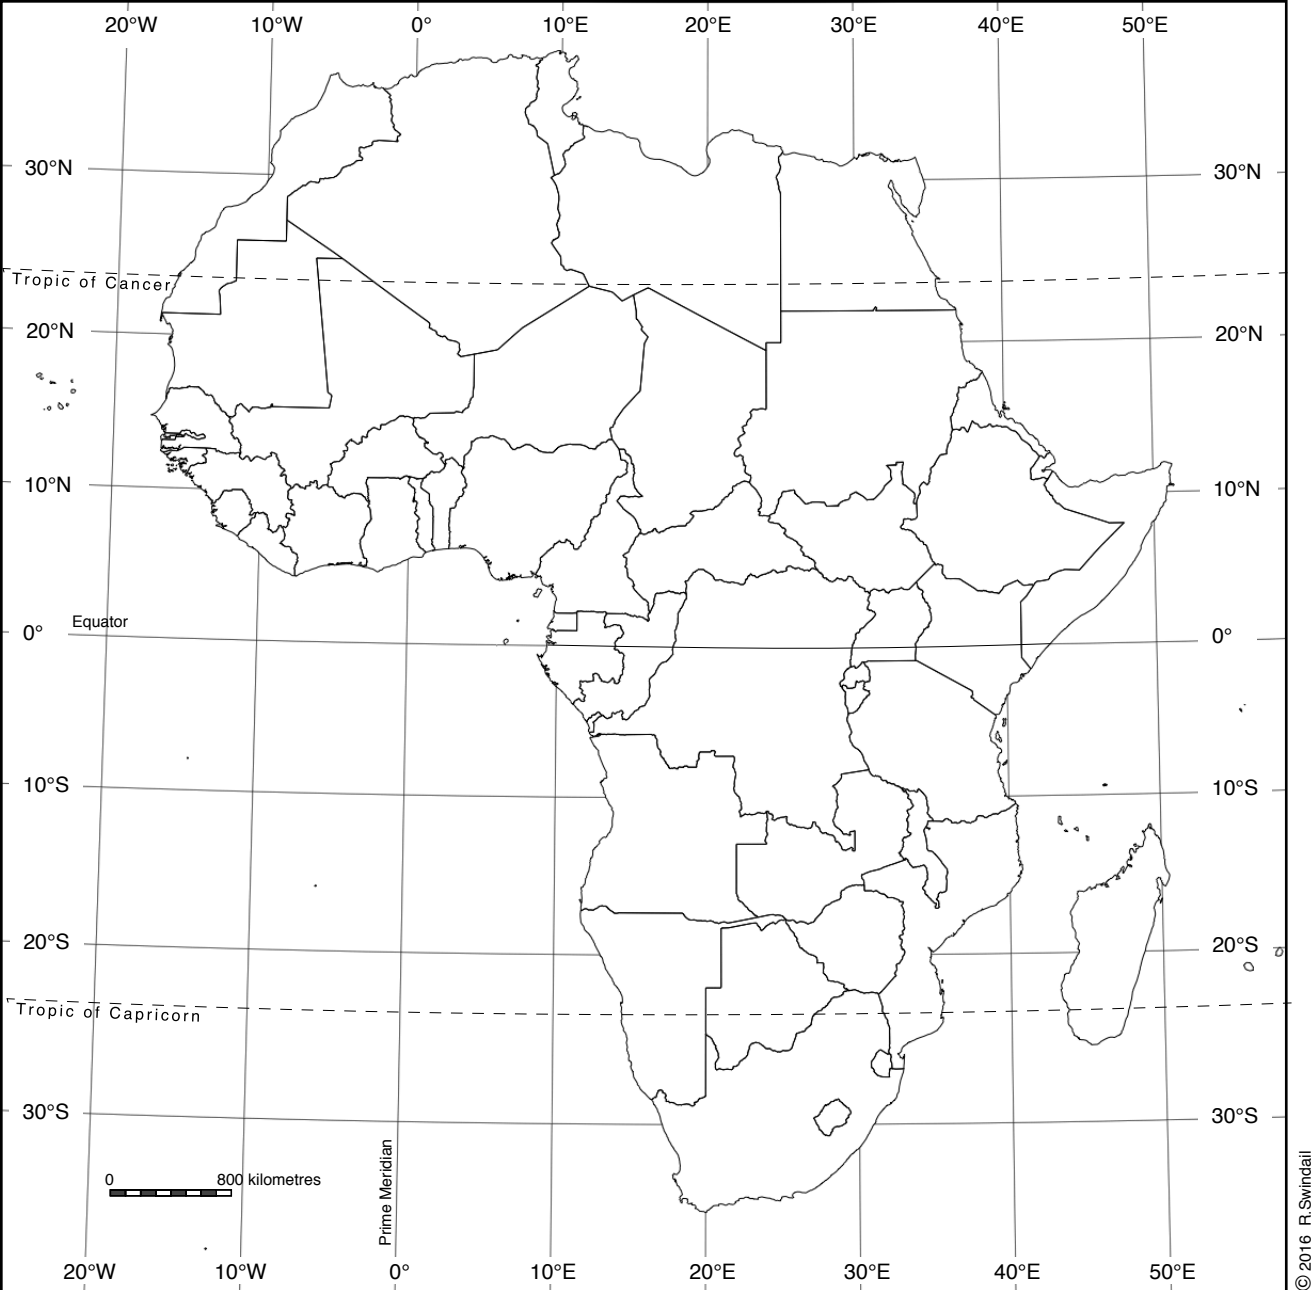 20°W 10°W 0° 10°E 20°E 30°E 40°E 50°E
30°N 30°N
Tropic of Cancer
20°N 20°N
10°N 10°N
Equator
0° 0°
10°S 10°S
20°S 20°S
Tropic of Capricorn
30°S 30°S
Prime Meridian
0 800 kilometres
20°W 10°W 0° 10°E 20°E 30°E 40°E 50°E
© 2016 R.Swindail